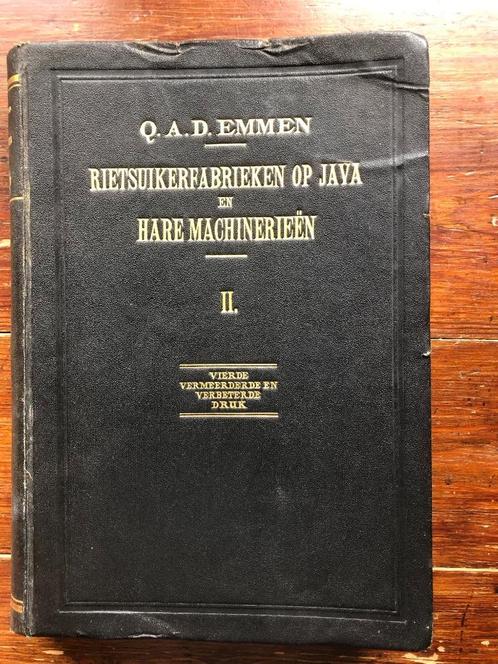 Q. A. D. EMMEN
RIETSUIKERFABRIEKEN OP JAVA
EN
HARE MACHINERIEËN
II.
VIERDE
VERMEERDERDE EN
VERBETERDE
DRUK